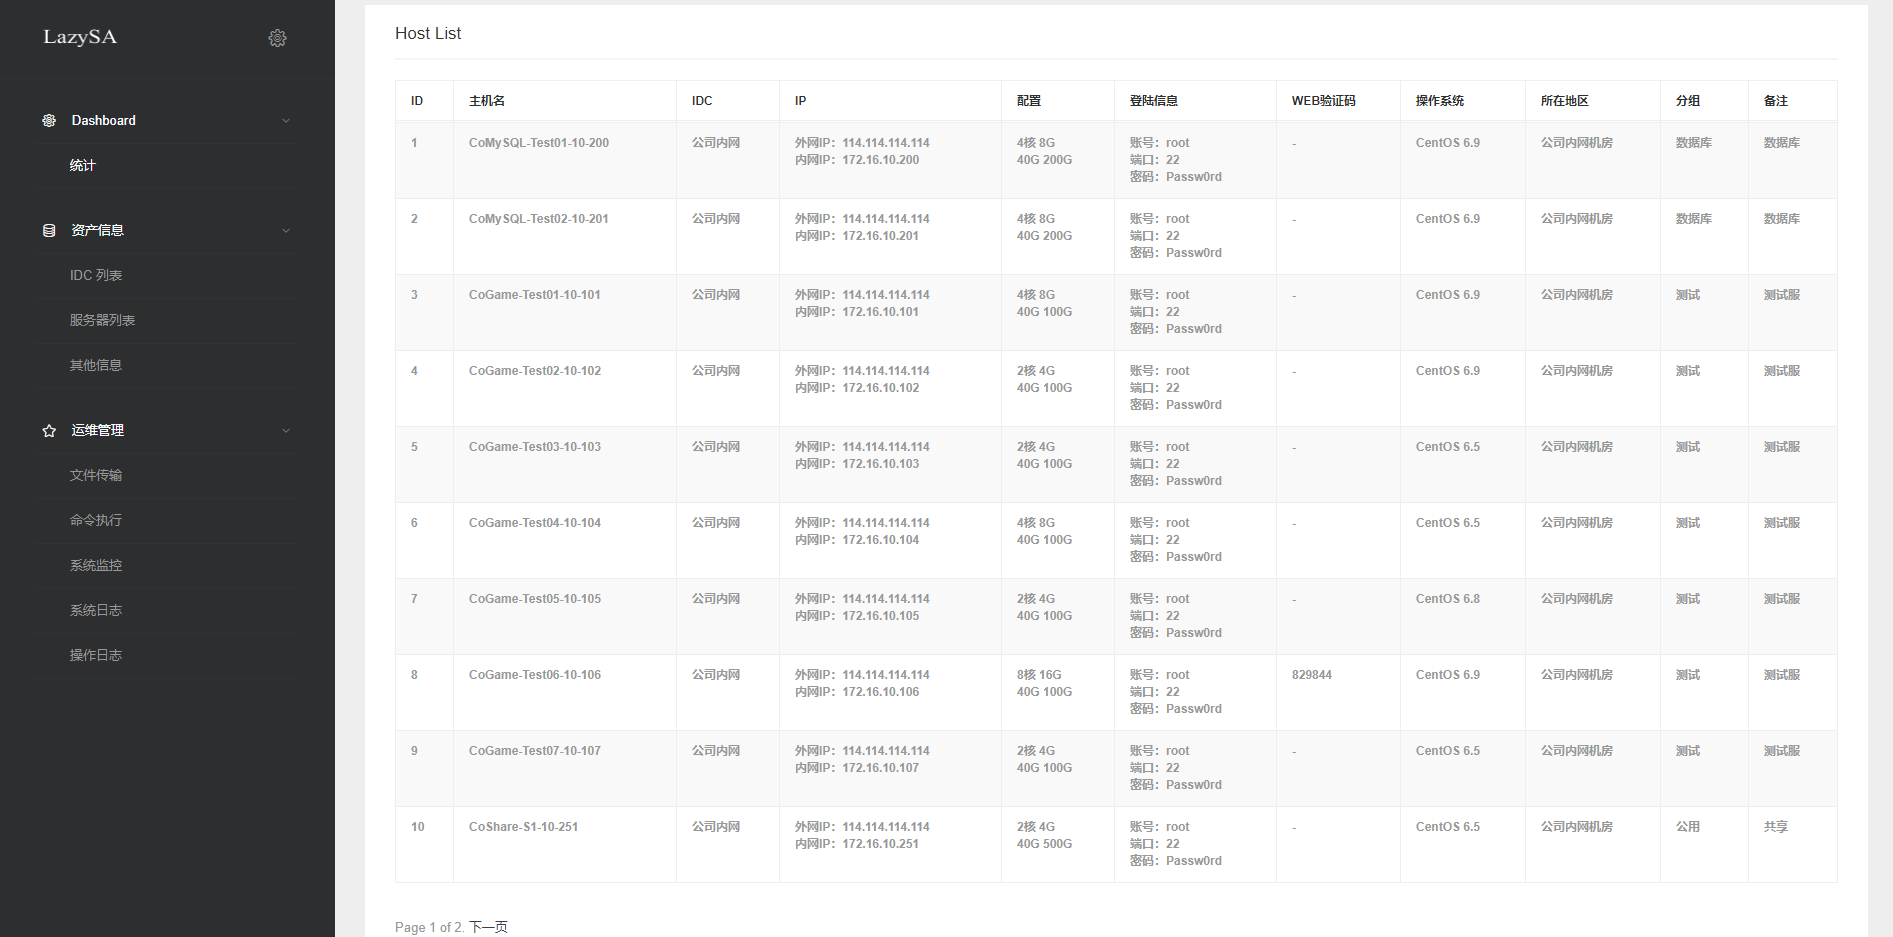 LazySA
Dashboard
统计
资产信息
IDC 列表
服务器列表
其他信息
运维管理
文件传输
命令执行
系统监控
系统日志
操作日志
Host List
ID 主机名 IDC IP 配置 登陆信息 WEB验证码 操作系统 所在地区 分组 备注
1 CoMySQL-Test01-10-200 公司内网 外网IP：114.114.114.114 4核 8G 账号：root - CentOS 6.9 公司内网机房 数据库 数据库
内网IP：172.16.10.200 40G 200G 端口：22
密码：Passw0rd
2 CoMySQL-Test02-10-201 公司内网 外网IP：114.114.114.114 4核 8G 账号：root - CentOS 6.9 公司内网机房 数据库 数据库
内网IP：172.16.10.201 40G 200G 端口：22
密码：Passw0rd
3 CoGame-Test01-10-101 公司内网 外网IP：114.114.114.114 4核 8G 账号：root - CentOS 6.9 公司内网机房 测试 测试服
内网IP：172.16.10.101 40G 100G 端口：22
密码：Passw0rd
4 CoGame-Test02-10-102 公司内网 外网IP：114.114.114.114 2核 4G 账号：root - CentOS 6.9 公司内网机房 测试 测试服
内网IP：172.16.10.102 40G 100G 端口：22
密码：Passw0rd
5 CoGame-Test03-10-103 公司内网 外网IP：114.114.114.114 2核 4G 账号：root - CentOS 6.5 公司内网机房 测试 测试服
内网IP：172.16.10.103 40G 100G 端口：22
密码：Passw0rd
6 CoGame-Test04-10-104 公司内网 外网IP：114.114.114.114 4核 8G 账号：root - CentOS 6.5 公司内网机房 测试 测试服
内网IP：172.16.10.104 40G 100G 端口：22
密码：Passw0rd
7 CoGame-Test05-10-105 公司内网 外网IP：114.114.114.114 2核 4G 账号：root - CentOS 6.8 公司内网机房 测试 测试服
内网IP：172.16.10.105 40G 100G 端口：22
密码：Passw0rd
8 CoGame-Test06-10-106 公司内网 外网IP：114.114.114.114 8核 16G 账号：root 829844 CentOS 6.9 公司内网机房 测试 测试服
内网IP：172.16.10.106 40G 100G 端口：22
密码：Passw0rd
9 CoGame-Test07-10-107 公司内网 外网IP：114.114.114.114 2核 4G 账号：root - CentOS 6.5 公司内网机房 测试 测试服
内网IP：172.16.10.107 40G 100G 端口：22
密码：Passw0rd
10 CoShare-S1-10-251 公司内网 外网IP：114.114.114.114 2核 4G 账号：root - CentOS 6.5 公司内网机房 公用 共享
内网IP：172.16.10.251 40G 500G 端口：22
密码：Passw0rd
Page 1 of 2. 下一页